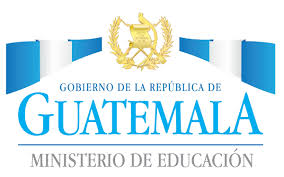 GOBIERNO DE LA REPÚBLICA DE
GUATEMALA
MINISTERIO DE EDUCACIÓN